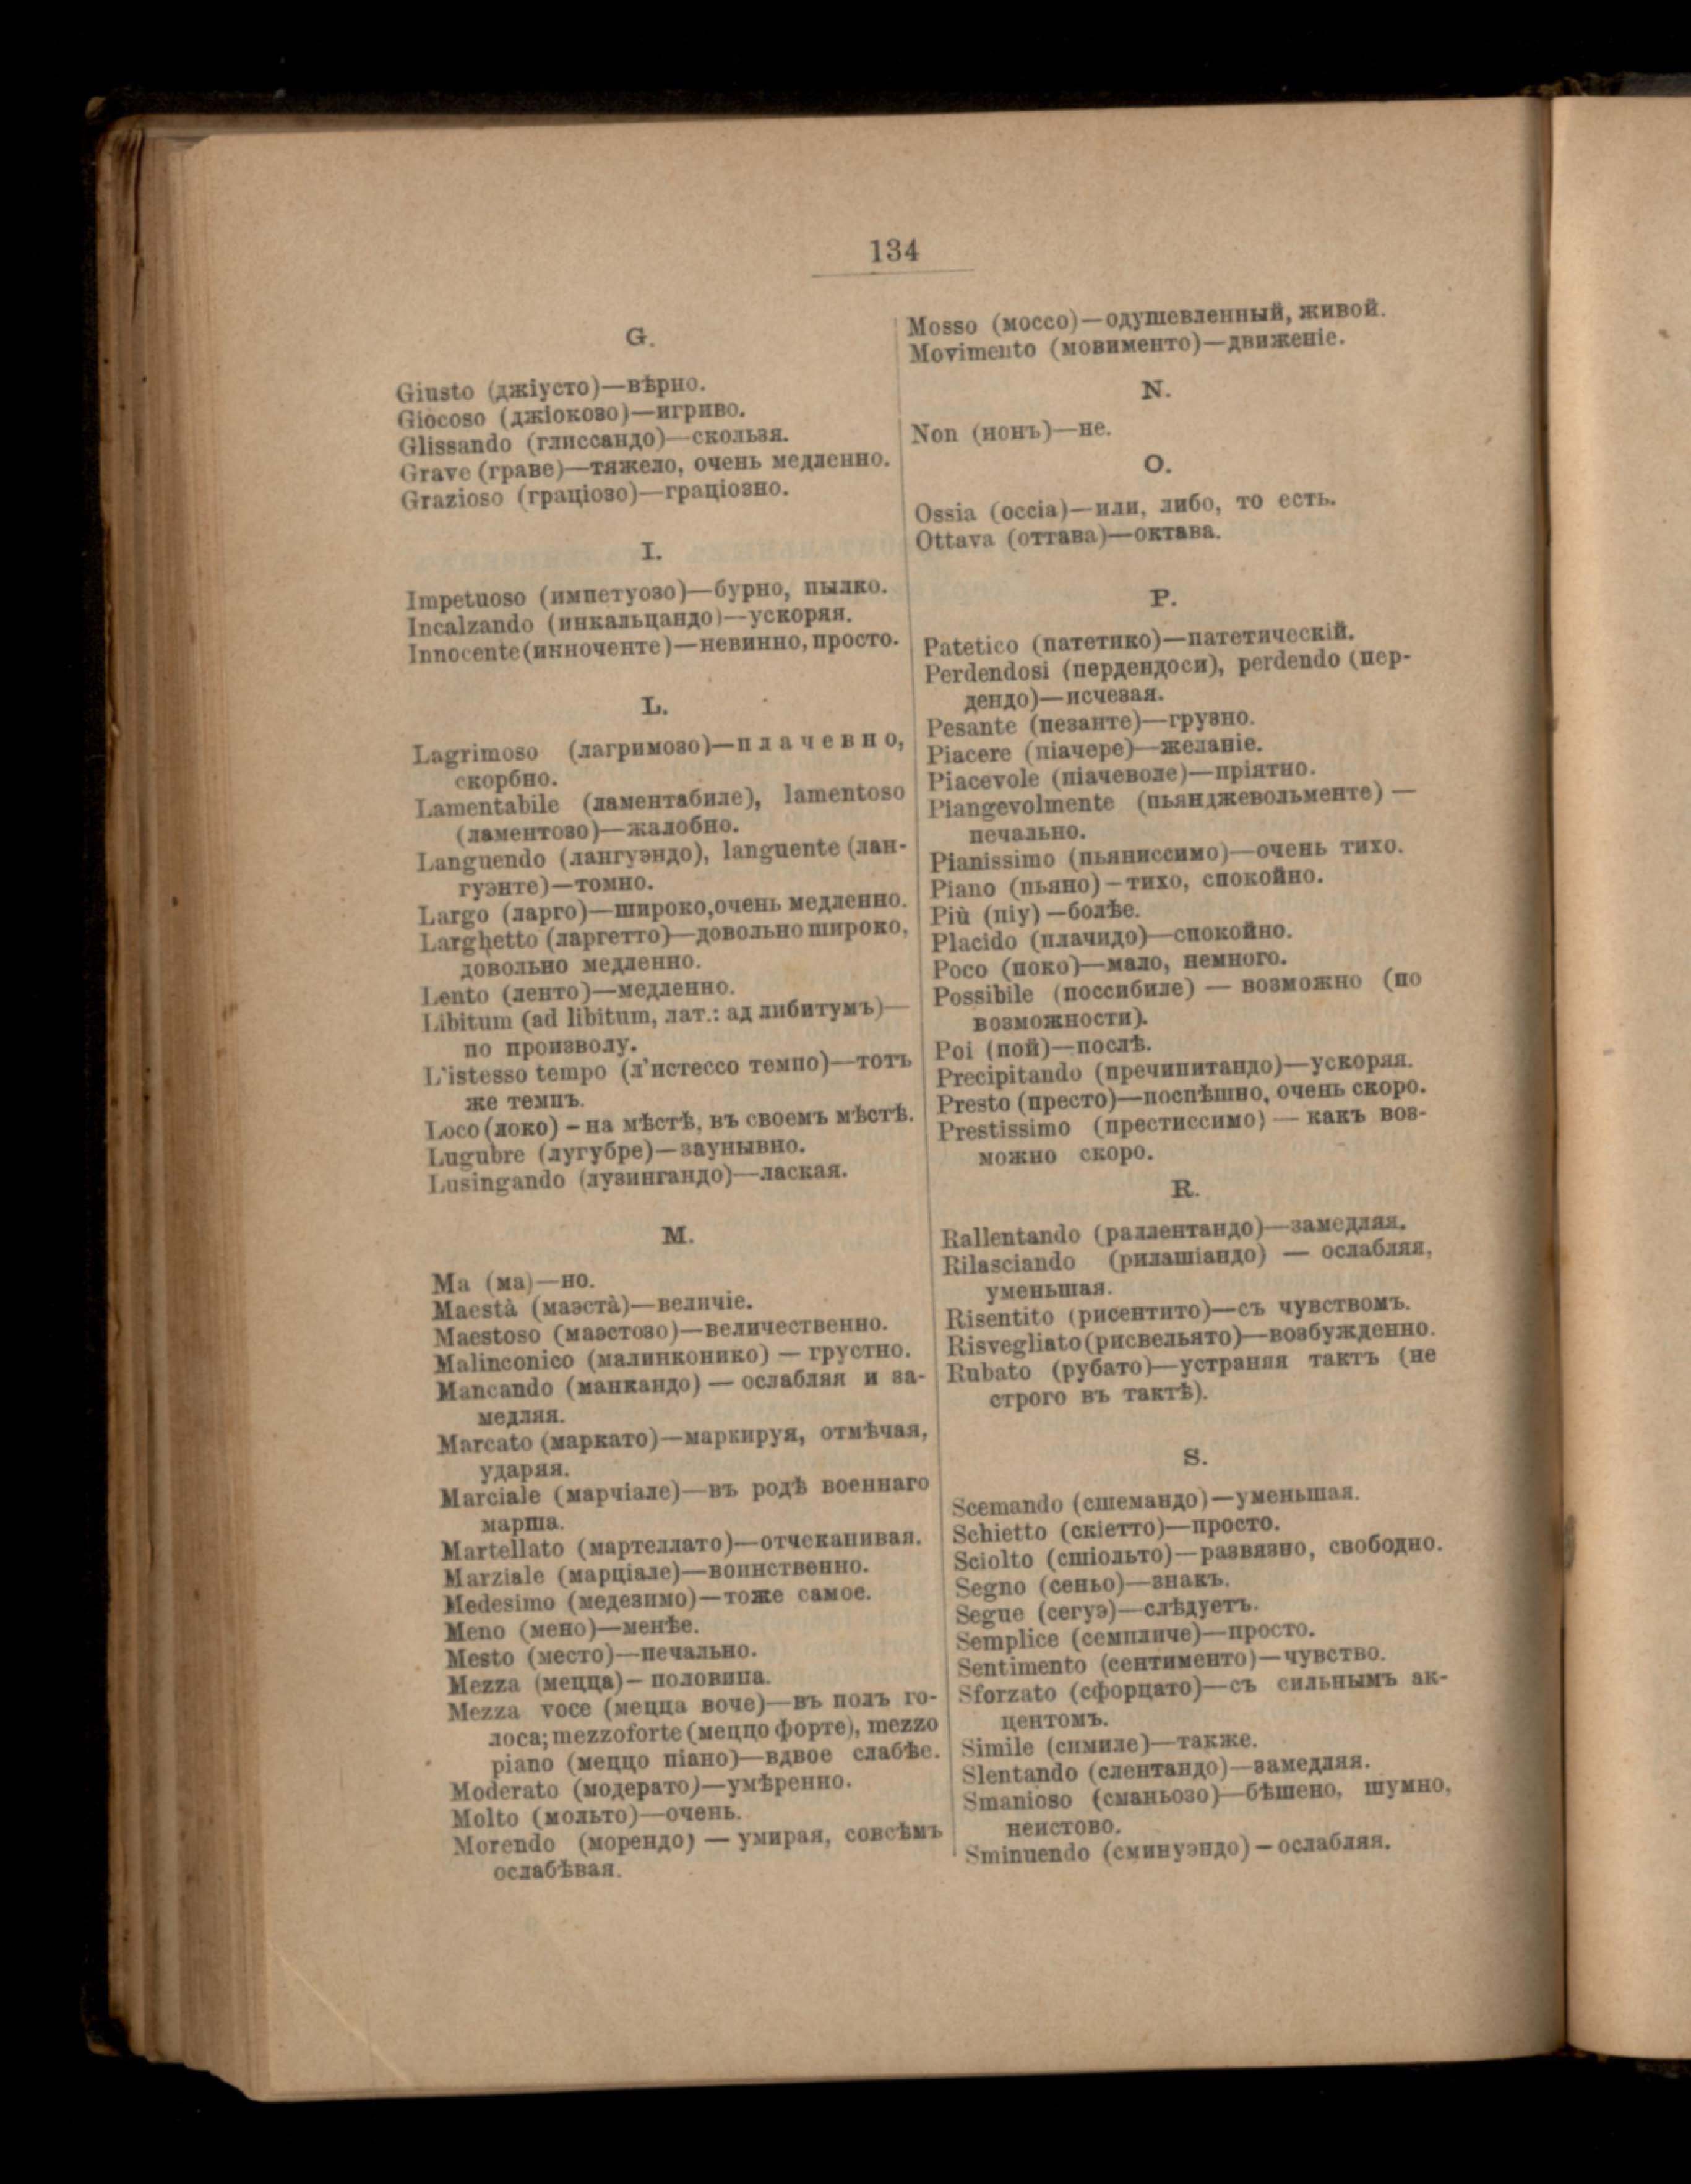 134
G.
Giusto (джіусто)—вѣрно.
Giocoso (джіокозо)—игриво.
Glissando (глиссандо)—скользя.
Grave (граве)—тяжело, очень медленно.
Grazioso (граціозо)—граціозно.
I.
Impetuoso (импетуозо)—бурно, пылко.
Incalzando (инкальцандо)—ускоряя.
Innocente (инноченте)—невинно, просто.
L.
Lagrimoso (лагримозо)—плачевно,
скорбно.
Lamentabile (ламентабиле), lamentoso
(ламентозо)—жалобно.
Languendo (лангуэндо), languente (лан-
гуэнте)—томно.
Largo (ларго)—широко, очень медленно.
Larghetto (ларгетто)—довольно широко,
довольно медленно.
Lento (ленто)—медленно.
Libitum (ad libitum, лат.: ад либитумъ)—
по произволу.
L'istesso tempo (л'истессо темпо)—тотъ
же темпъ.
Loco (локо)–на мѣстѣ, въ своемъ мѣстѣ.
Lugubre (лугубре)—заунывно.
Lusingando (лузингандо)—лаская.
M.
Ma (ма)—но.
Maestà (маэстà)—величіе.
Maestoso (маэстозо)—величественно.
Malinconico (малинконико) — грустно.
Mancando (манкандо) — ослабляя и за-
медляя.
Marcato (маркато)—маркируя, отмѣчая,
ударяя.
Marciale (марчіале)—въ родѣ военнаго
марша.
Martellato (мартеллато)—отчеканивая.
Marziale (марціале)—воинственно.
Medesimo (медезимо)—тоже самое.
Meno (мено)—менѣе.
Mesto (место)—печально.
Mezza (мецца)–половина.
Mezza voce (мецца воче)—въ полъ го-
лоса; mezzoforte (меццо форте), mezzo
piano (меццо піано)—вдвое слабѣе.
Moderato (модерато)—умѣренно.
Molto (мольто)—очень.
Morendo (морендо) — умирая, совсѣмъ
ослабѣвая.
Mosso (моссо)—одушевленный, живой.
Movimento (мовименто)—движеніе.
N.
Non (нонъ)—не.
O.
Ossia (оссіа)—или, либо, то есть.
Ottava (оттава)—октава.
P.
Patetico (патетико)—патетическій.
Perdendosi (пердендоси), perdendo (пер-
дендо)—исчезая.
Pesante (пезанте)—грузно.
Piacere (піачере)—желаніе.
Piacevole (піачеволе)—пріятно.
Piangevolmente (пьянджевольменте) —
печально.
Pianissimo (пьяниссимо)—очень тихо.
Piano (пьяно)–тихо, спокойно.
Più (піу)—болѣе.
Placido (плачидо)—спокойно.
Poco (поко)—мало, немного.
Possibile (поссибиле) — возможно (по
возможности).
Poi (пой)—послѣ.
Precipitando (пречипитандо)—ускоряя.
Presto (престо)—поспѣшно, очень скоро.
Prestissimo (престиссимо) — какъ воз-
можно скоро.
R.
Rallentando (раллентандо)—замедляя.
Rilasciando (рилашіандо) — ослабляя,
уменьшая.
Risentito (рисентито)—съ чувствомъ.
Risvegliato (рисвельято)—возбужденно.
Rubato (рубато)—устраняя тактъ (не
строго въ тактѣ).
S.
Scemando (сшемандо)—уменьшая.
Schietto (скіетто)—просто.
Sciolto (сшіольто)—развязно, свободно.
Segno (сеньо)—знакъ.
Segue (сегуэ)—слѣдуетъ.
Semplice (семпличе)—просто.
Sentimento (сентименто)—чувство.
Sforzato (сфорцато)—съ сильнымъ ак-
центомъ.
Simile (симиле)—также.
Slentando (слентандо)—замедляя.
Smanioso (сманьозо)—бѣшено, шумно,
неистово.
Sminuendo (сминуэндо)–ослабляя.